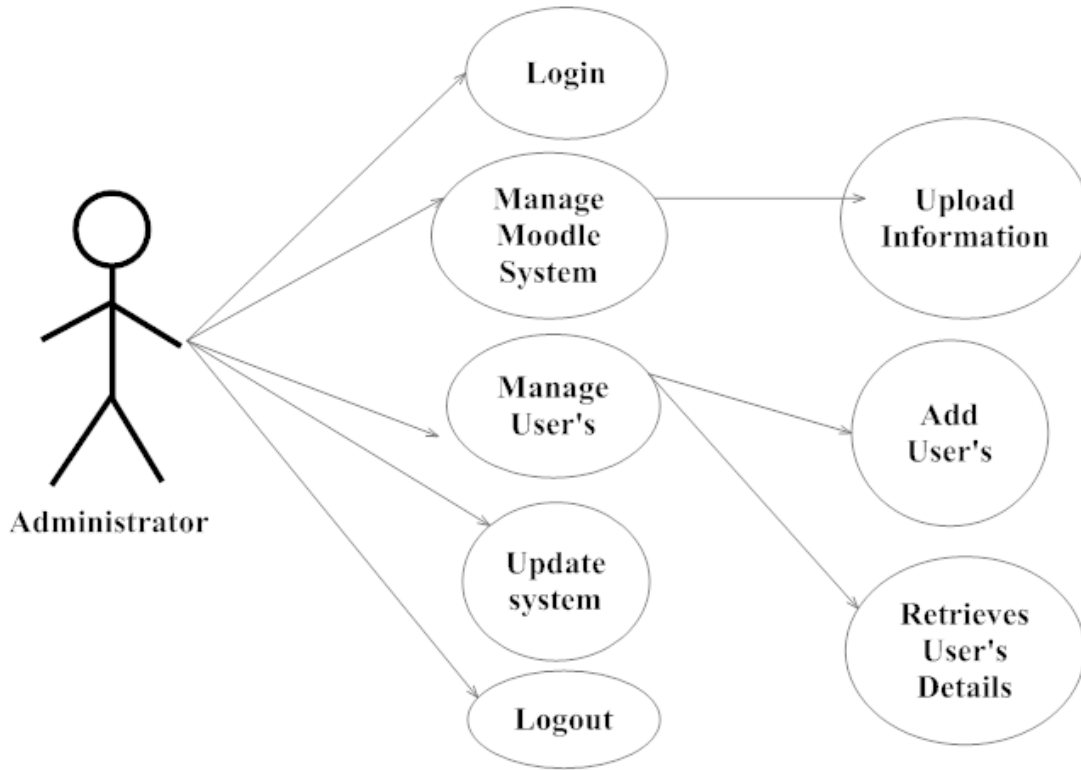 Login
Manage
Moodle
System
Upload
Information
Manage
User's
Add
User's
Administrator
Update
system
Retrieves
User's
Details
Logout